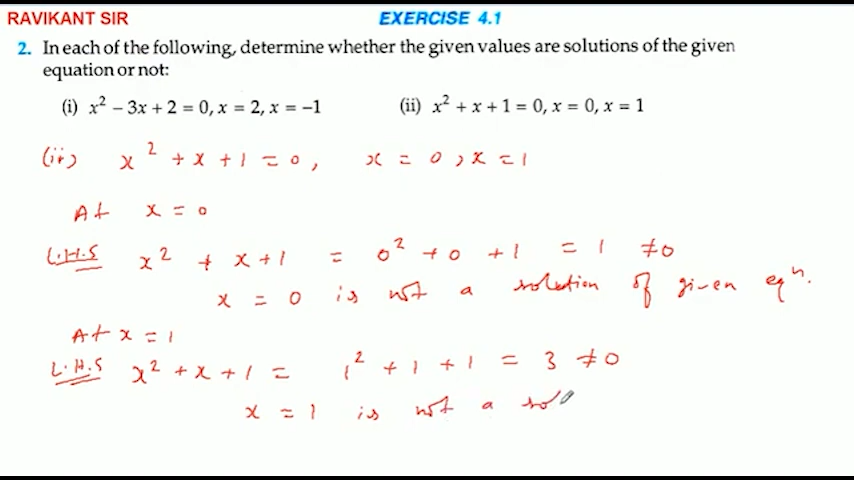 RAVIKANT SIR
EXERCISE 4.1
2. In each of the following, determine whether the given values are solutions of the given
equation or not:
(i) x² – 3x + 2 = 0, x = 2, x = –1 (ii) x² + x + 1 = 0, x = 0, x = 1
(ii) x² + x + 1 = 0, x = 0, x = 1
At x = 0
L.H.S x² + x + 1 = 0² + 0 + 1 = 1 ≠ 0
x = 0 is not a solution of given eqⁿ.
At x = 1
L.H.S x² + x + 1 = 1² + 1 + 1 = 3 ≠ 0
x = 1 is not a sol